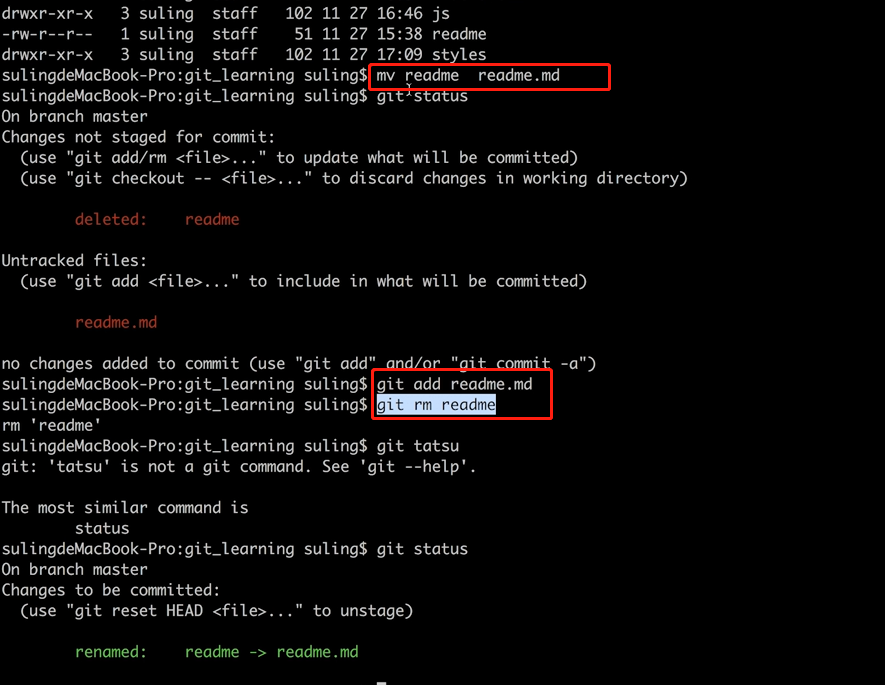 drwxr-xr-x   3 suling  staff   102 11 27 16:46 js
-rw-r--r--   1 suling  staff    51 11 27 15:38 readme
drwxr-xr-x   3 suling  staff   102 11 27 17:09 styles
sulingdeMacBook-Pro:git_learning suling$ mv readme  readme.md
sulingdeMacBook-Pro:git_learning suling$ git status
On branch master
Changes not staged for commit:
  (use "git add/rm <file>..." to update what will be committed)
  (use "git checkout -- <file>..." to discard changes in working directory)
        deleted:    readme
Untracked files:
  (use "git add <file>..." to include in what will be committed)
        readme.md
no changes added to commit (use "git add" and/or "git commit -a")
sulingdeMacBook-Pro:git_learning suling$ git add readme.md
sulingdeMacBook-Pro:git_learning suling$ git rm readme
rm 'readme'
sulingdeMacBook-Pro:git_learning suling$ git tatsu
git: 'tatsu' is not a git command. See 'git --help'.
The most similar command is
        status
sulingdeMacBook-Pro:git_learning suling$ git status
On branch master
Changes to be committed:
  (use "git reset HEAD <file>..." to unstage)
        renamed:    readme -> readme.md